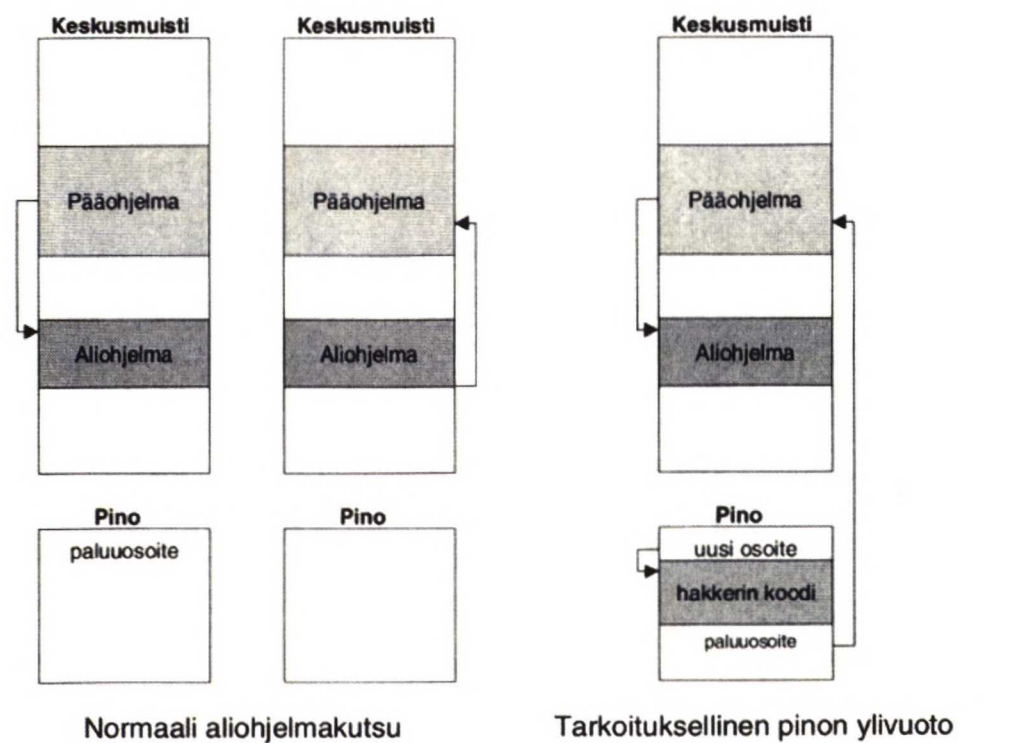 Keskusmuisti
Pääohjelma
Aliohjelma
Pino
paluuosoite
Keskusmuisti
Pääohjelma
Aliohjelma
Pino
Normaali aliohjelmakutsu
Keskusmuisti
Pääohjelma
Aliohjelma
Pino
uusi osoite
hakkerin koodi
paluuosoite
Tarkoituksellinen pinon ylivuoto